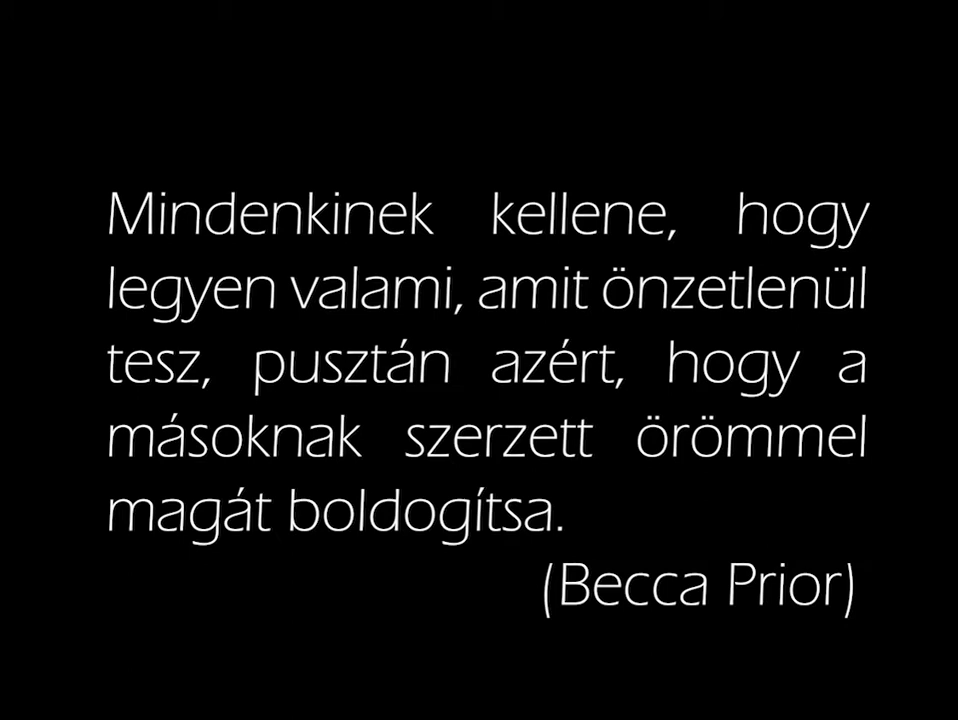 Mindenkinek kellene, hogy
legyen valami, amit önzetlenül
tesz, pusztán azért, hogy a
másoknak szerzett örömmel
magát boldogítsa.
(Becca Prior)